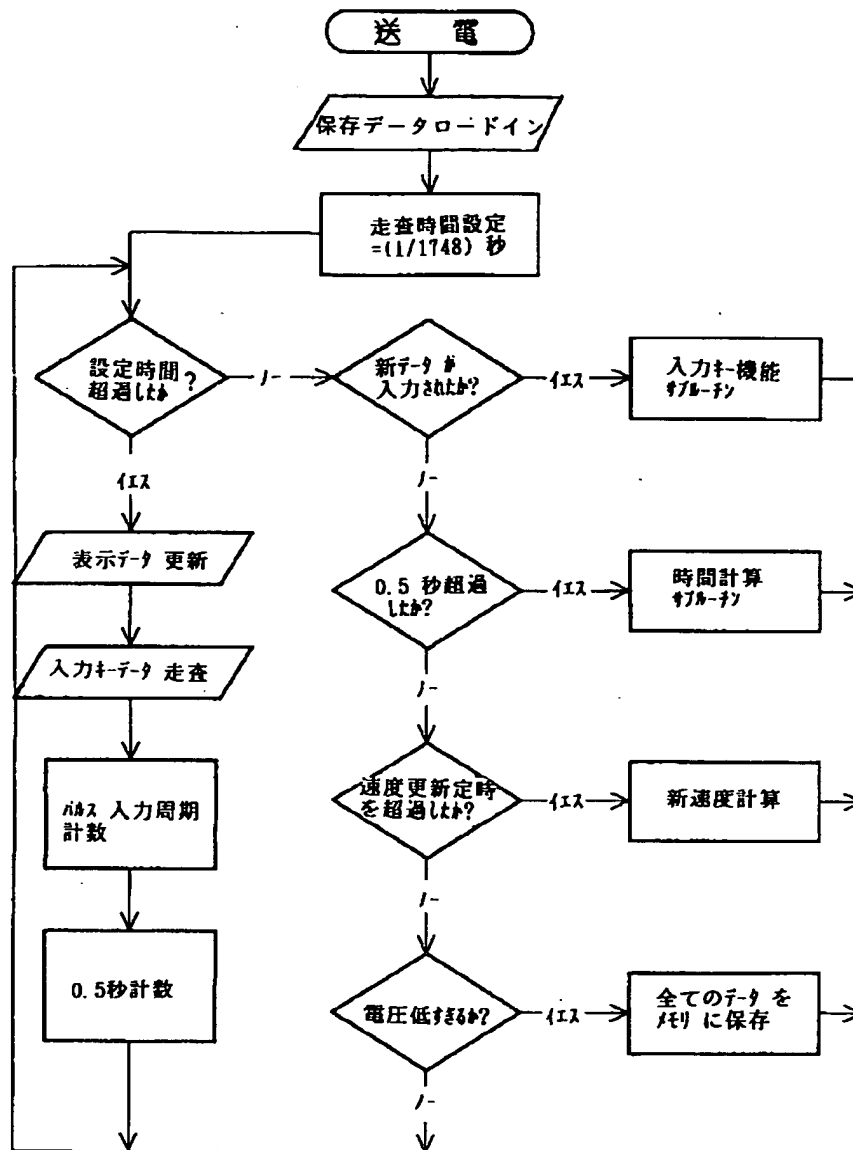 送 電
保存データロードイン
走査時間設定
=(1/1748) 秒
設定時間
超過したか?
ノー
新データ が
入力されたか?
イエス
入力キー機能
サブルーチン
イエス
ノー
表示データ 更新
0.5 秒超過
したか?
イエス
時間計算
サブルーチン
入力キーデータ 走査
ノー
パルス 入力周期
計数
速度更新定時
を超過したか?
イエス
新速度計算
ノー
0.5秒計数
電圧低すぎるか?
イエス
全てのデータ を
メモリ に保存
ノー